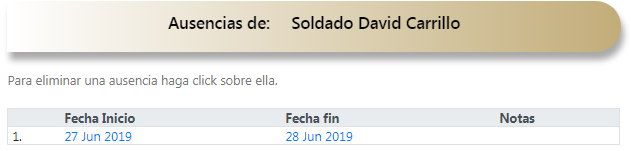 Ausencias de: Soldado David Carrillo
Para eliminar una ausencia haga click sobre ella.
Fecha Inicio Fecha fin Notas
1. 27 Jun 2019 28 Jun 2019